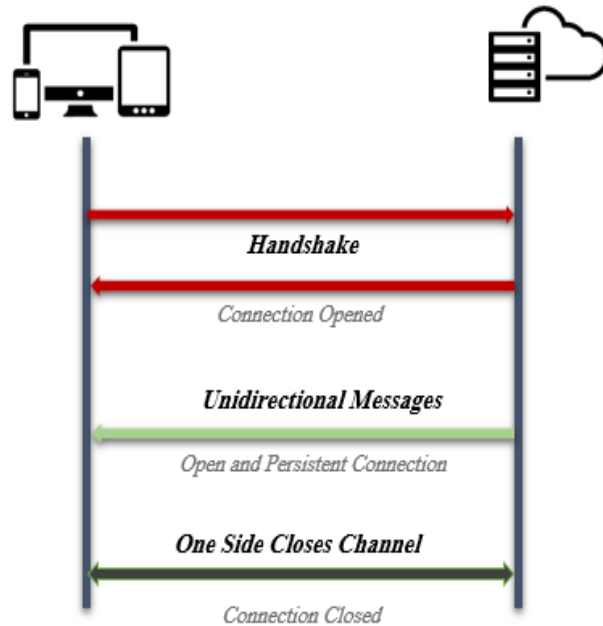 Handshake
Connection Opened
Unidirectional Messages
Open and Persistent Connection
One Side Closes Channel
Connection Closed